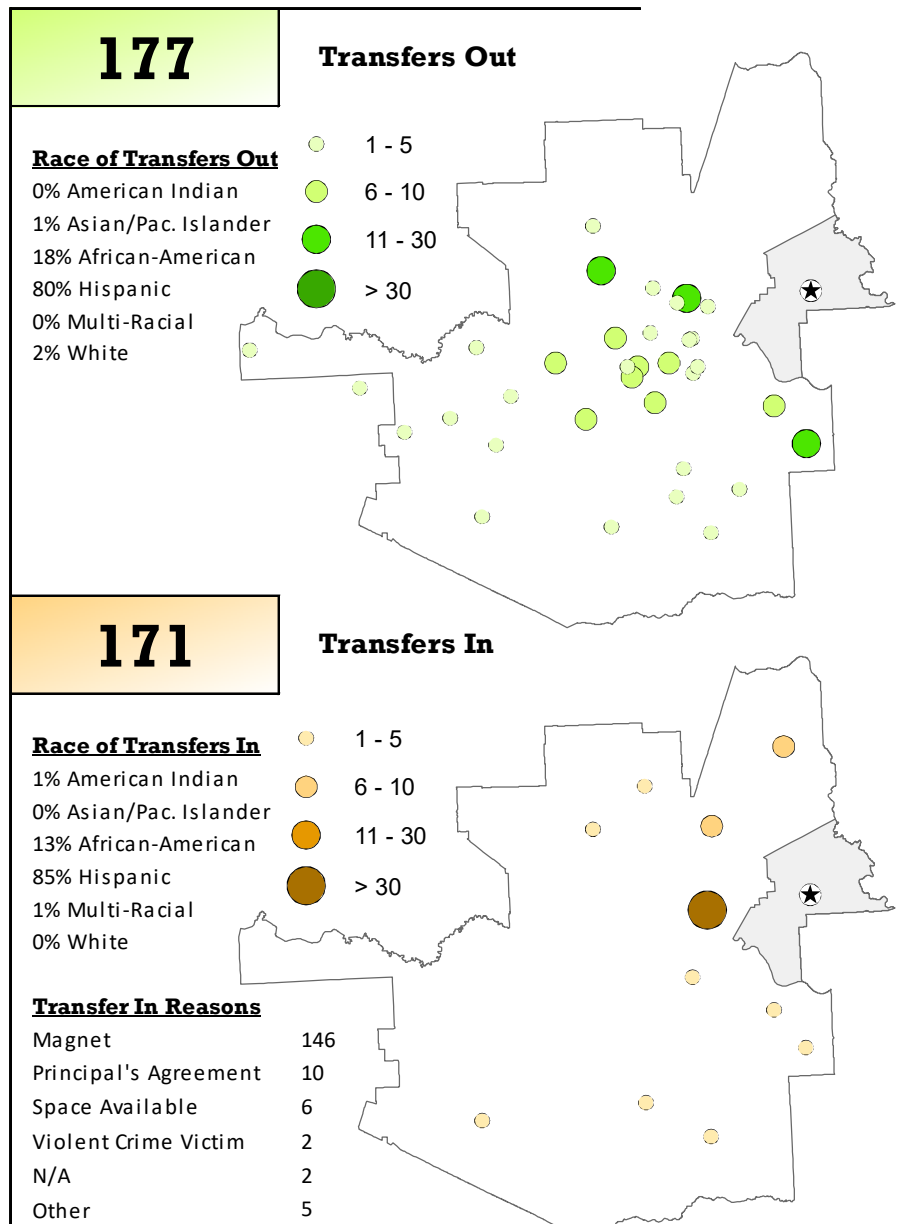 177
Transfers Out
Race of Transfers Out
0% American Indian
1% Asian/Pac. Islander
18% African-American
80% Hispanic
0% Multi-Racial
2% White
1 - 5
6 - 10
11 - 30
> 30
171
Transfers In
Race of Transfers In
1% American Indian
0% Asian/Pac. Islander
13% African-American
85% Hispanic
1% Multi-Racial
0% White
1 - 5
6 - 10
11 - 30
> 30
Transfer In Reasons
Magnet 146
Principal's Agreement 10
Space Available 6
Violent Crime Victim 2
N/A 2
Other 5